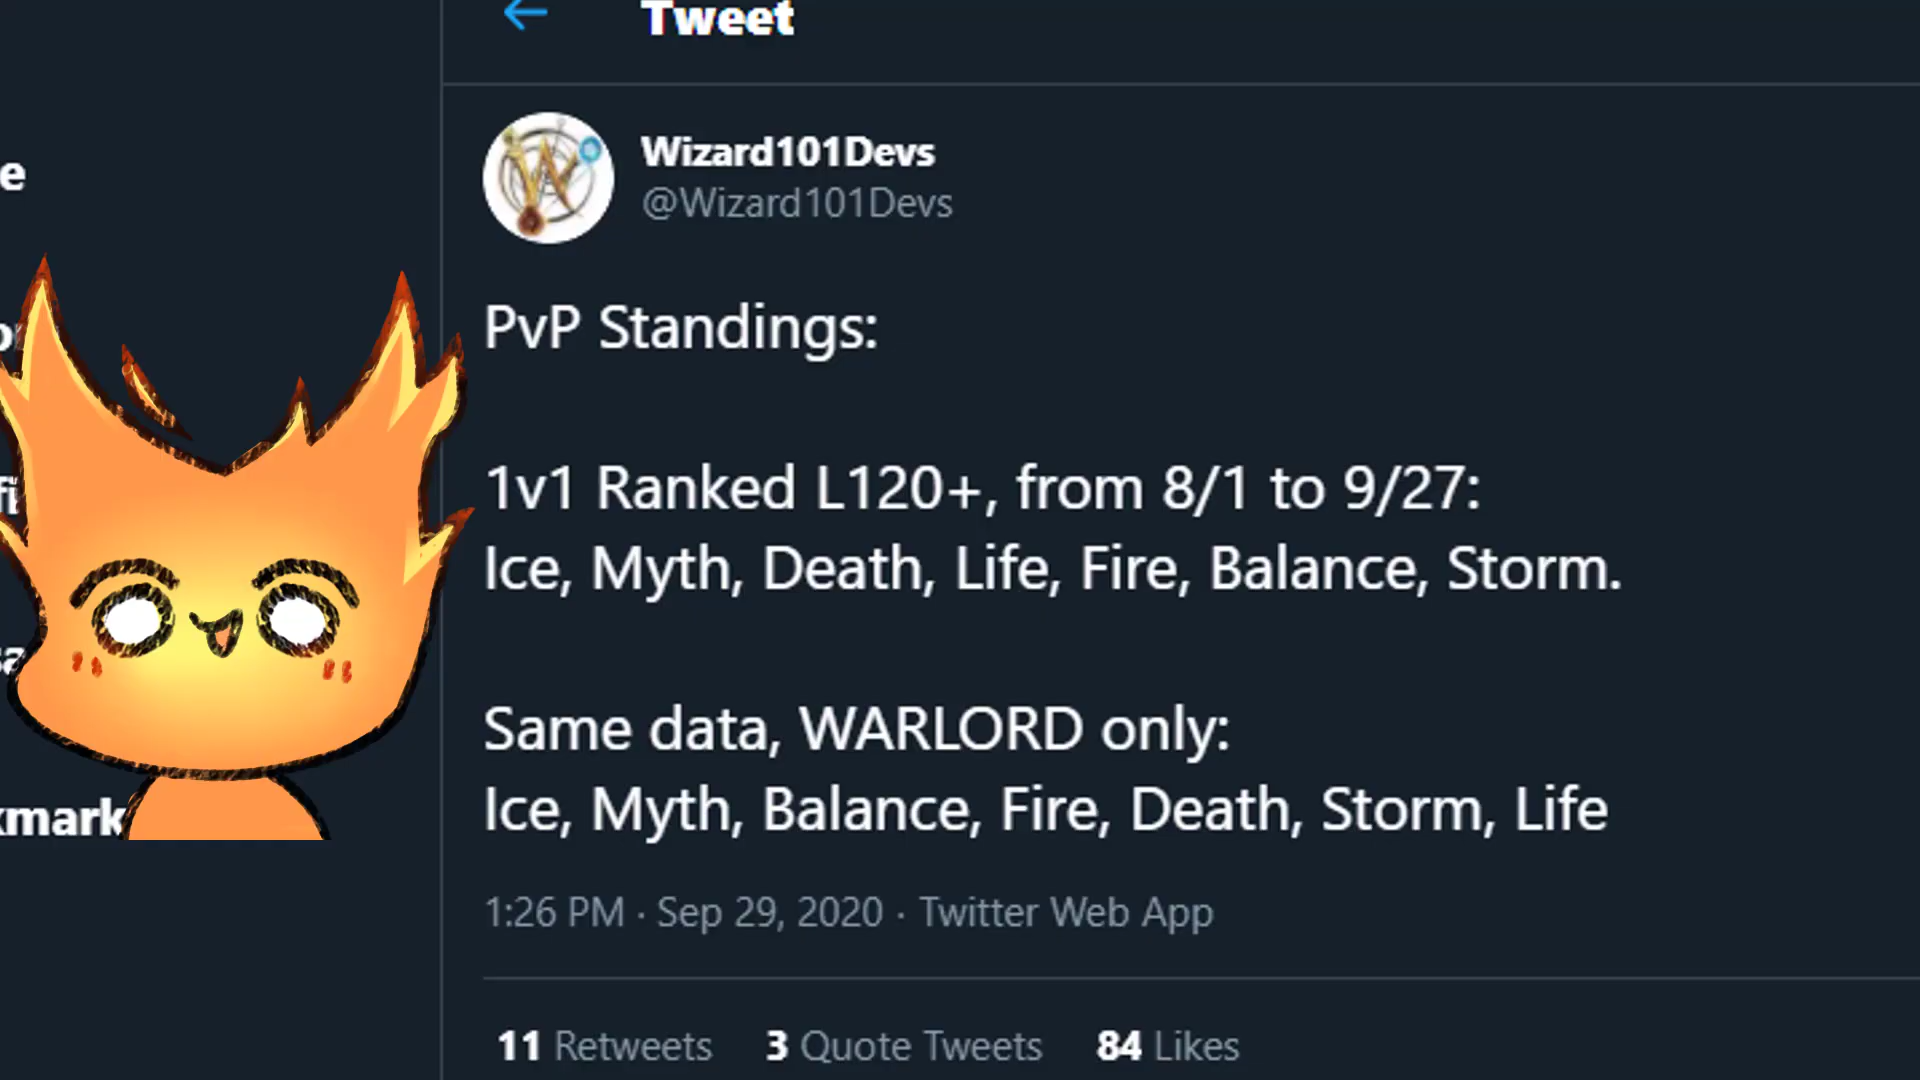 Tweet
Wizard101Devs
@Wizard101Devs
PvP Standings:
1v1 Ranked L120+, from 8/1 to 9/27:
Ice, Myth, Death, Life, Fire, Balance, Storm.
Same data, WARLORD only:
Ice, Myth, Balance, Fire, Death, Storm, Life
1:26 PM · Sep 29, 2020 · Twitter Web App
11 Retweets 3 Quote Tweets 84 Likes